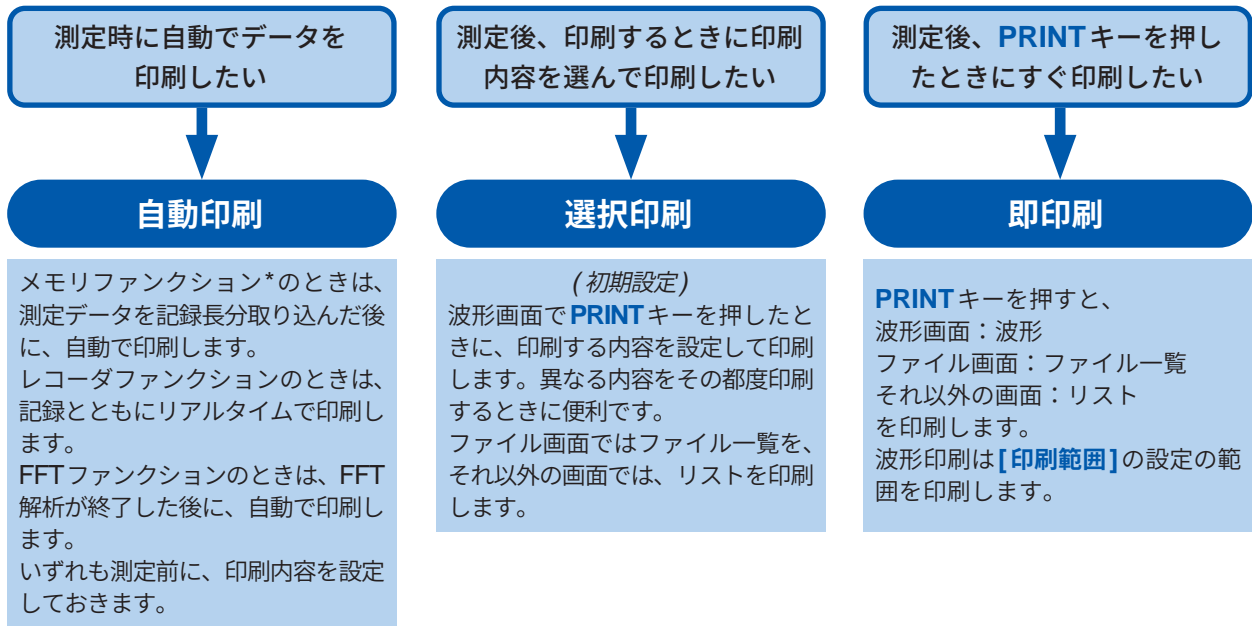 測定時に自動でデータを
印刷したい
自動印刷
メモリファンクション*のときは、
測定データを記録長分取り込んだ後
に、自動で印刷します。
レコーダファンクションのときは、
記録とともにリアルタイムで印刷し
ます。
FFTファンクションのときは、FFT
解析が終了した後に、自動で印刷し
ます。
いずれも測定前に、印刷内容を設定
しておきます。
測定後、印刷するときに印刷
内容を選んで印刷したい
選択印刷
(初期設定)
波形画面でPRINTキーを押したと
きに、印刷する内容を設定して印刷
します。異なる内容をその都度印刷
するときに便利です。
ファイル画面ではファイル一覧を、
それ以外の画面では、リストを印刷
します。
測定後、PRINTキーを押し
たときにすぐ印刷したい
即印刷
PRINTキーを押すと、
波形画面：波形
ファイル画面：ファイル一覧
それ以外の画面：リスト
を印刷します。
波形印刷は[印刷範囲]の設定の範
囲を印刷します。